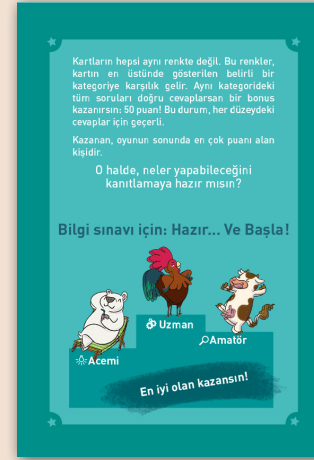 Kartların hepsi aynı renkte değil. Bu renkler,
kartın en üstünde gösterilen belirli bir
kategoriye karşılık gelir. Aynı kategorideki
tüm soruları doğru cevaplarsan bir bonus
kazanırsın: 50 puan! Bu durum, her düzeydeki
cevaplar için geçerli.
Kazanan, oyunun sonunda en çok puanı alan
kişidir.
O halde, neler yapabileceğini
kanıtlamaya hazır mısın?
Bilgi sınavı için: Hazır... Ve Başla!
Uzman
Amatör
Acemi
En iyi olan kazansın!